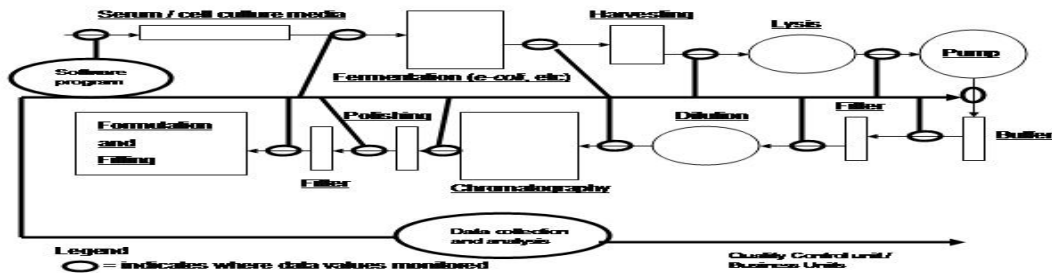 Serum / cell culture media
Harvesting
Lysis
Pump
Software
program
Fermentation (e-coli, etc)
Formulation
and
Filling
Polishing
Dilution
Filter
Buffer
Filter
Chromatography
Data collection
and analysis
Legend
= indicates where data values monitored
Quality Control unit/
Business Units